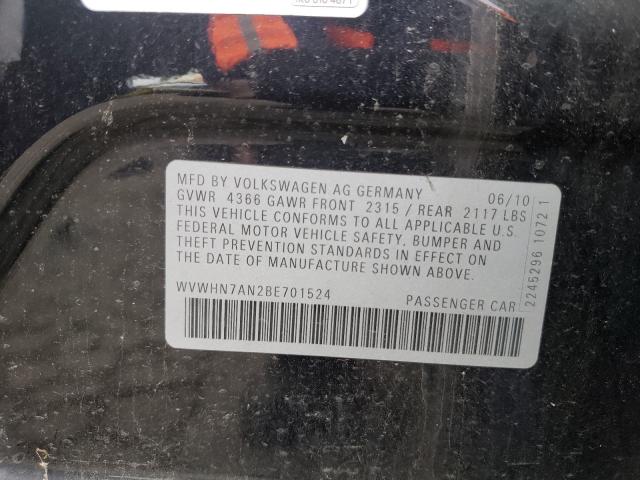 MFD BY VOLKSWAGEN AG GERMANY 06/10
GVWR 4366 GAWR FRONT 2315 / REAR 2117 LBS
THIS VEHICLE CONFORMS TO ALL APPLICABLE U.S.
FEDERAL MOTOR VEHICLE SAFETY, BUMPER AND
THEFT PREVENTION STANDARDS IN EFFECT ON
THE DATE OF MANUFACTURE SHOWN ABOVE.
WVWHN7AN2BE701524 PASSENGER CAR
2245296 1072 1